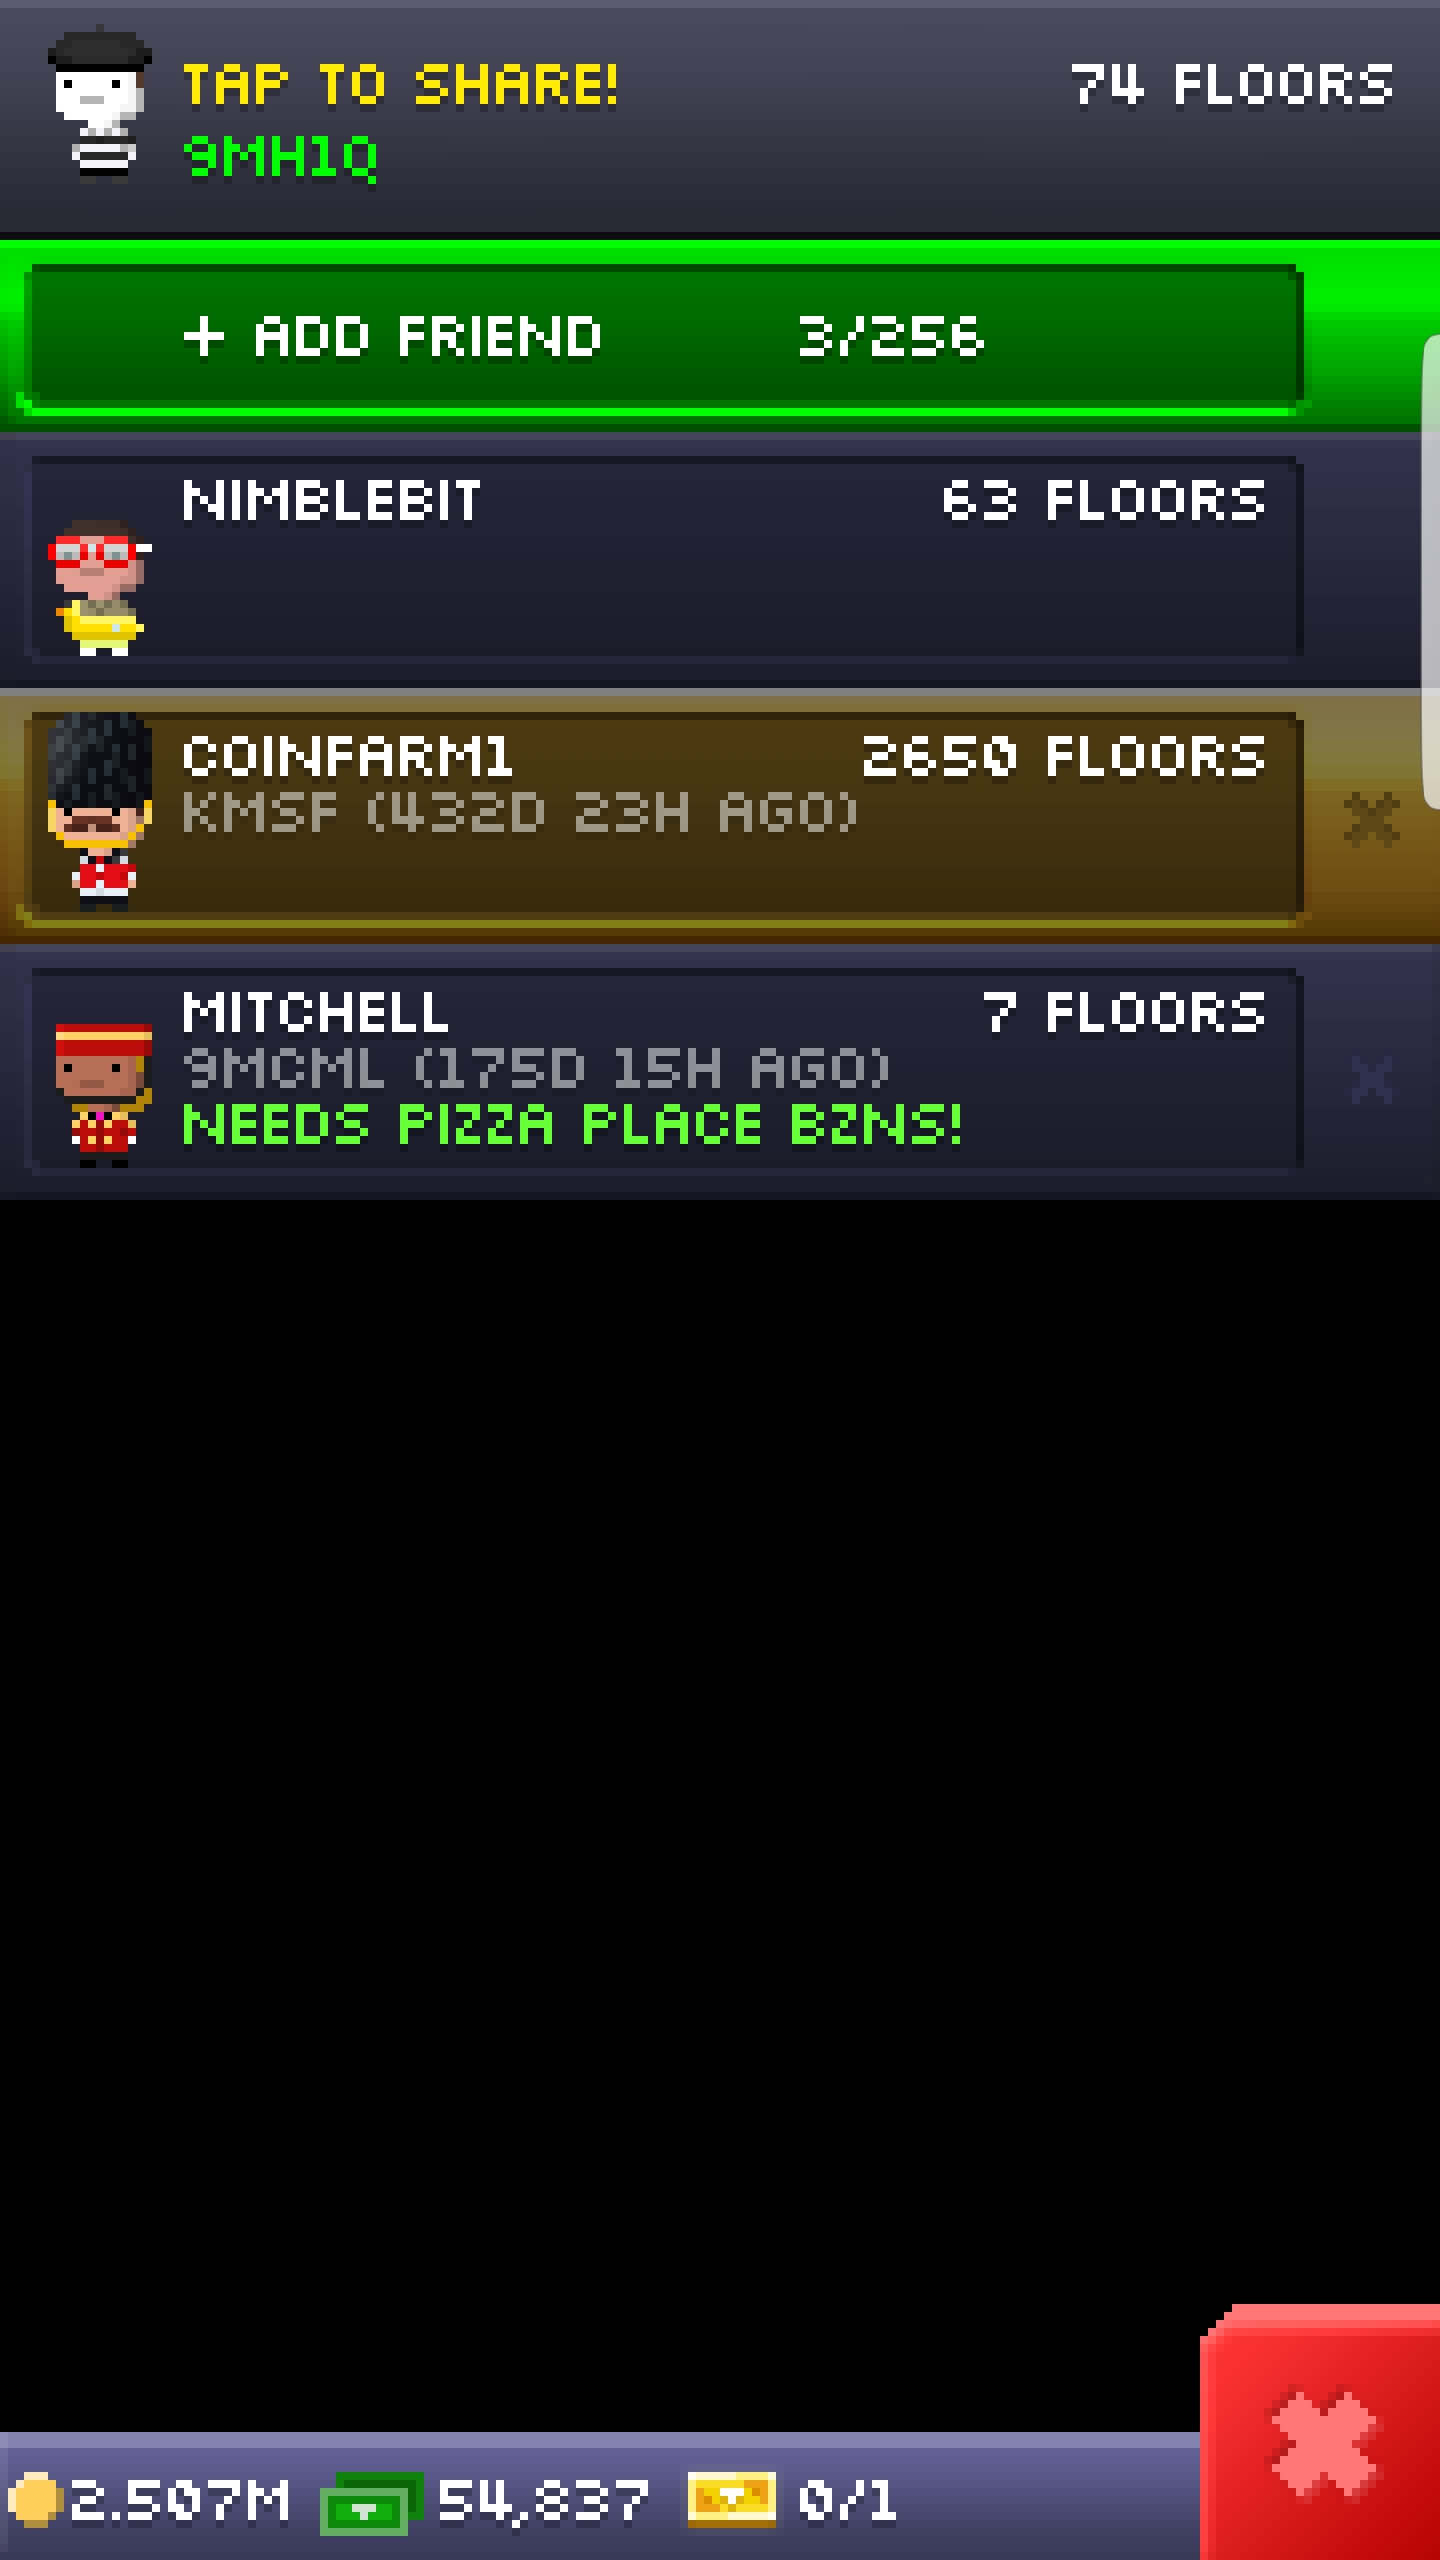 TAP TO SHARE! 74 FLOORS
9MH1Q
+ ADD FRIEND 3/256
NIMBLEBIT 63 FLOORS
COINFARM1 2650 FLOORS
KMSF (432D 23H AGO)
MITCHELL 7 FLOORS
9MCML (175D 15H AGO)
NEEDS PIZZA PLACE BZNS!
2.507M 54,837 0/1